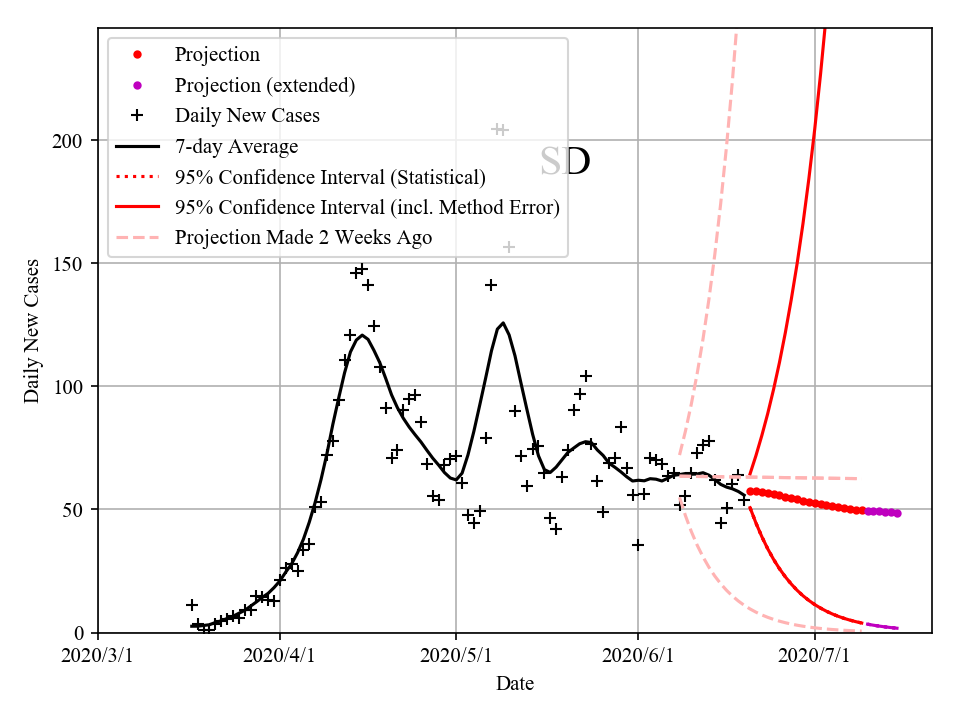 Projection
Projection (extended)
Daily New Cases
7-day Average
95% Confidence Interval (Statistical)
95% Confidence Interval (incl. Method Error)
Projection Made 2 Weeks Ago
SD
200
150
100
50
0
Daily New Cases
2020/3/1 2020/4/1 2020/5/1 2020/6/1 2020/7/1
Date